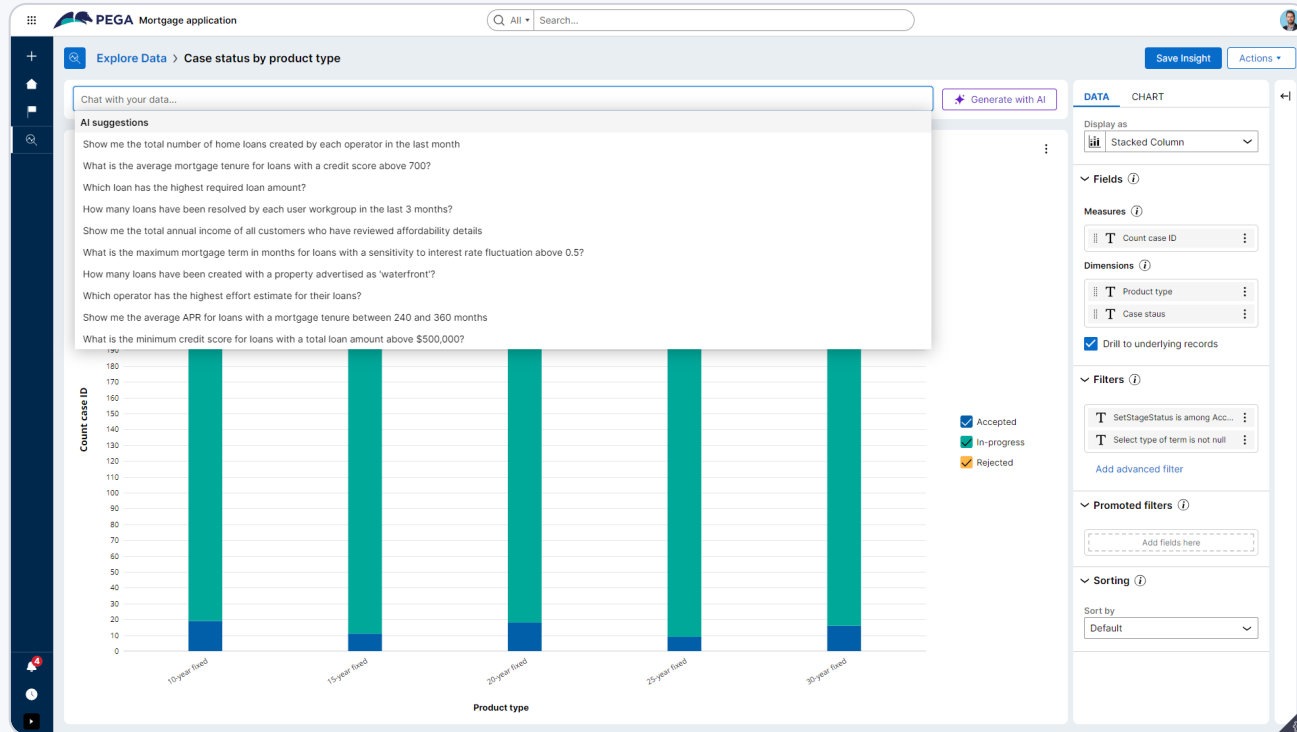 PEGA Mortgage application
All
Search...
Explore Data > Case status by product type
Save Insight
Actions
Chat with your data...
Generate with AI
AI suggestions
Show me the total number of home loans created by each operator in the last month
What is the average mortgage tenure for loans with a credit score above 700?
Which loan has the highest required loan amount?
How many loans have been resolved by each user workgroup in the last 3 months?
Show me the total annual income of all customers who have reviewed affordability details
What is the maximum mortgage term in months for loans with a sensitivity to interest rate fluctuation above 0.5?
How many loans have been created with a property advertised as 'waterfront'?
Which operator has the highest effort estimate for their loans?
Show me the average APR for loans with a mortgage tenure between 240 and 360 months
What is the minimum credit score for loans with a total loan amount above $500,000?
190
180
170
160
150
140
130
120
110
100
90
80
70
60
50
40
30
20
10
0
Count case ID
10-year fixed
15-year fixed
20-year fixed
25-year fixed
30-year fixed
Product type
Accepted
In-progress
Rejected
DATA
CHART
Display as
Stacked Column
Fields
Measures
T Count case ID
Dimensions
T Product type
T Case staus
Drill to underlying records
Filters
T SetStageStatus is among Acc...
T Select type of term is not null
Add advanced filter
Promoted filters
Add fields here
Sorting
Sort by
Default
4